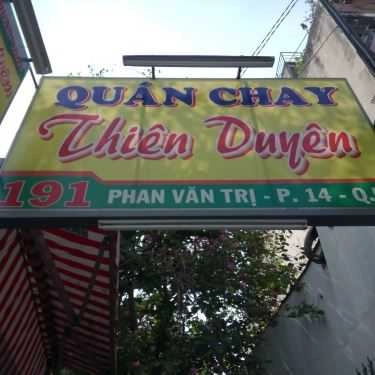 QUÁN CHAY
Thiên Duyên
191 PHAN VĂN TRỊ - P. 14 - Q.